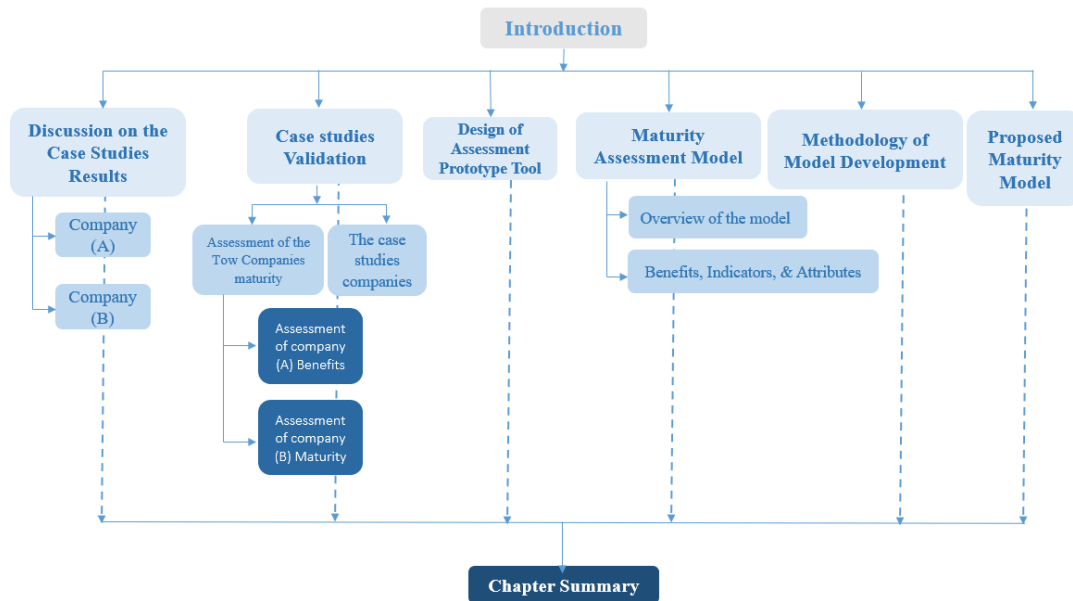 Introduction
Discussion on the
Case Studies
Results
Company
(A)
Company
(B)
Case studies
Validation
Assessment of the
Tow Companies
maturity
The case
studies
companies
Assessment
of company
(A) Benefits
Assessment
of company
(B) Maturity
Design of
Assessment
Prototype Tool
Maturity
Assessment Model
Overview of the model
Benefits, Indicators, & Attributes
Methodology of
Model Development
Proposed
Maturity
Model
Chapter Summary